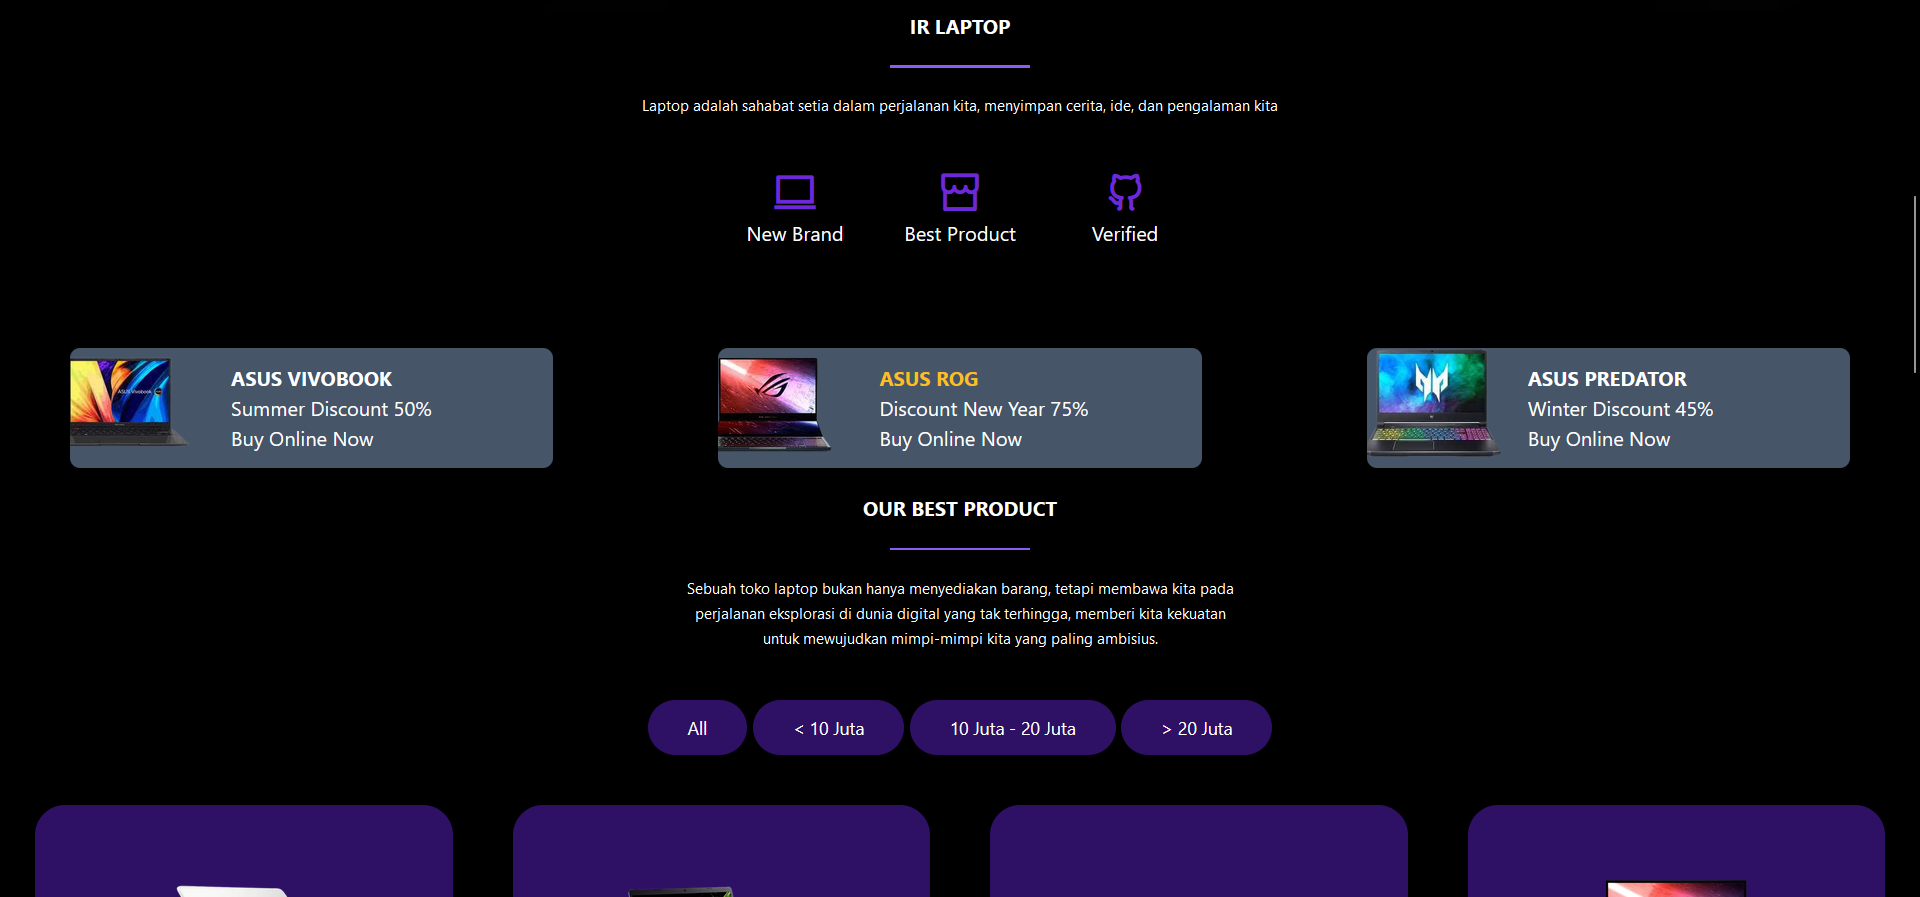 IR LAPTOP
Laptop adalah sahabat setia dalam perjalanan kita, menyimpan cerita, ide, dan pengalaman kita
New Brand
Best Product
Verified
ASUS VIVOBOOK
Summer Discount 50%
Buy Online Now
ASUS ROG
Discount New Year 75%
Buy Online Now
ASUS PREDATOR
Winter Discount 45%
Buy Online Now
OUR BEST PRODUCT
Sebuah toko laptop bukan hanya menyediakan barang, tetapi membawa kita pada
perjalanan eksplorasi di dunia digital yang tak terhingga, memberi kita kekuatan
untuk mewujudkan mimpi-mimpi kita yang paling ambisius.
All
< 10 Juta
10 Juta - 20 Juta
> 20 Juta